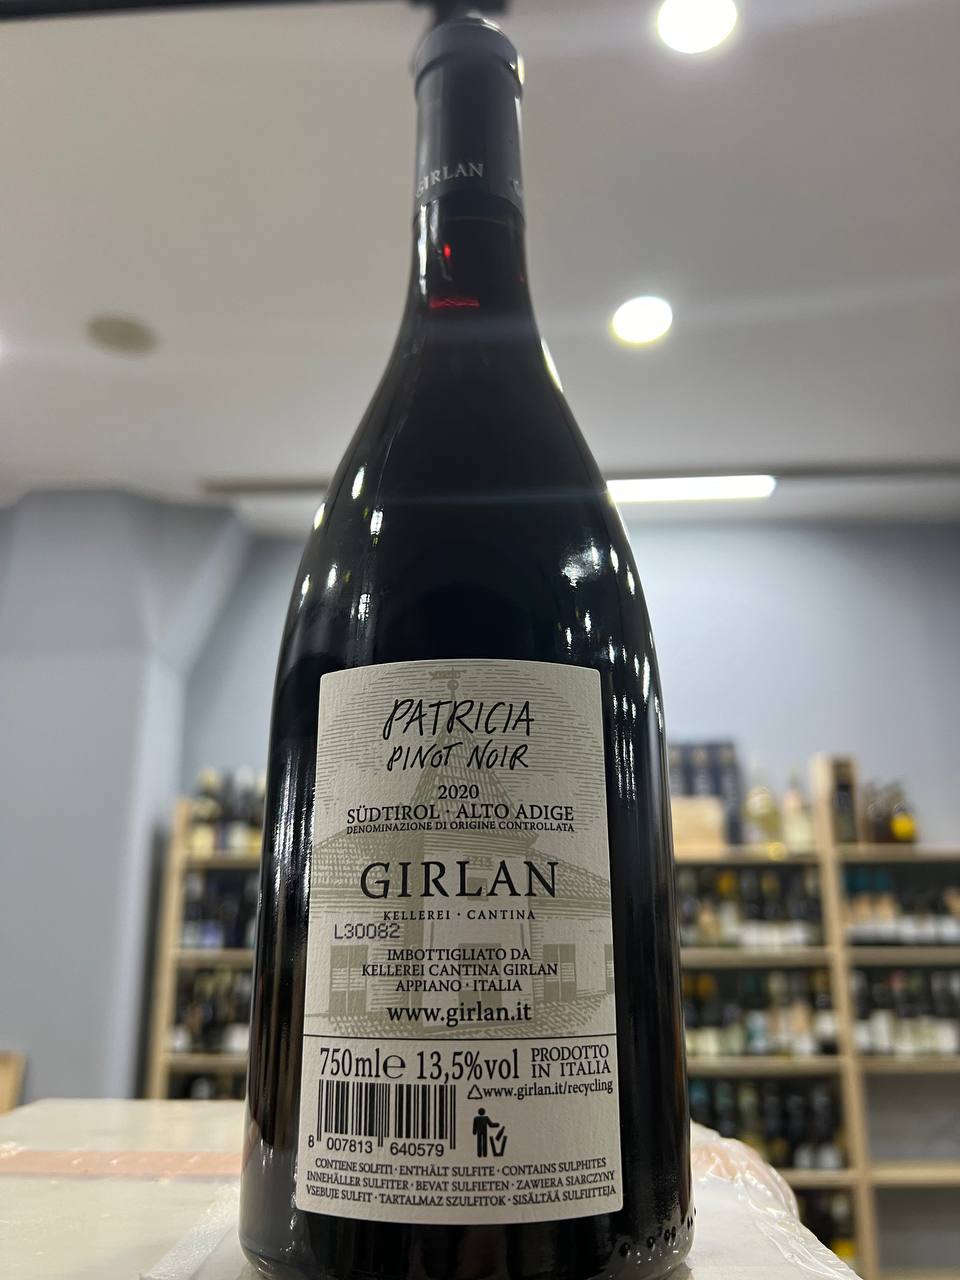 GIRLAN
PATRICIA
PINOT NOIR
2020
SÜDTIROL · ALTO ADIGE
DENOMINAZIONE DI ORIGINE CONTROLLATA
GIRLAN
KELLEREI · CANTINA
L30082
IMBOTTIGLIATO DA
KELLEREI CANTINA GIRLAN
APPIANO · ITALIA
www.girlan.it
750ml℮ 13,5%vol PRODOTTO IN ITALIA
www.girlan.it/recycling
8 007813 640579
CONTIENE SOLFITI · ENTHÄLT SULFITE · CONTAINS SULPHITES
INNEHÅLLER SULFITER · BEVAT SULFIETEN · ZAWIERA SIARCZYNY
VSEBUJE SULFIT · TARTALMAZ SZULFITOK · SISÄLTÄÄ SULFIITTEJA